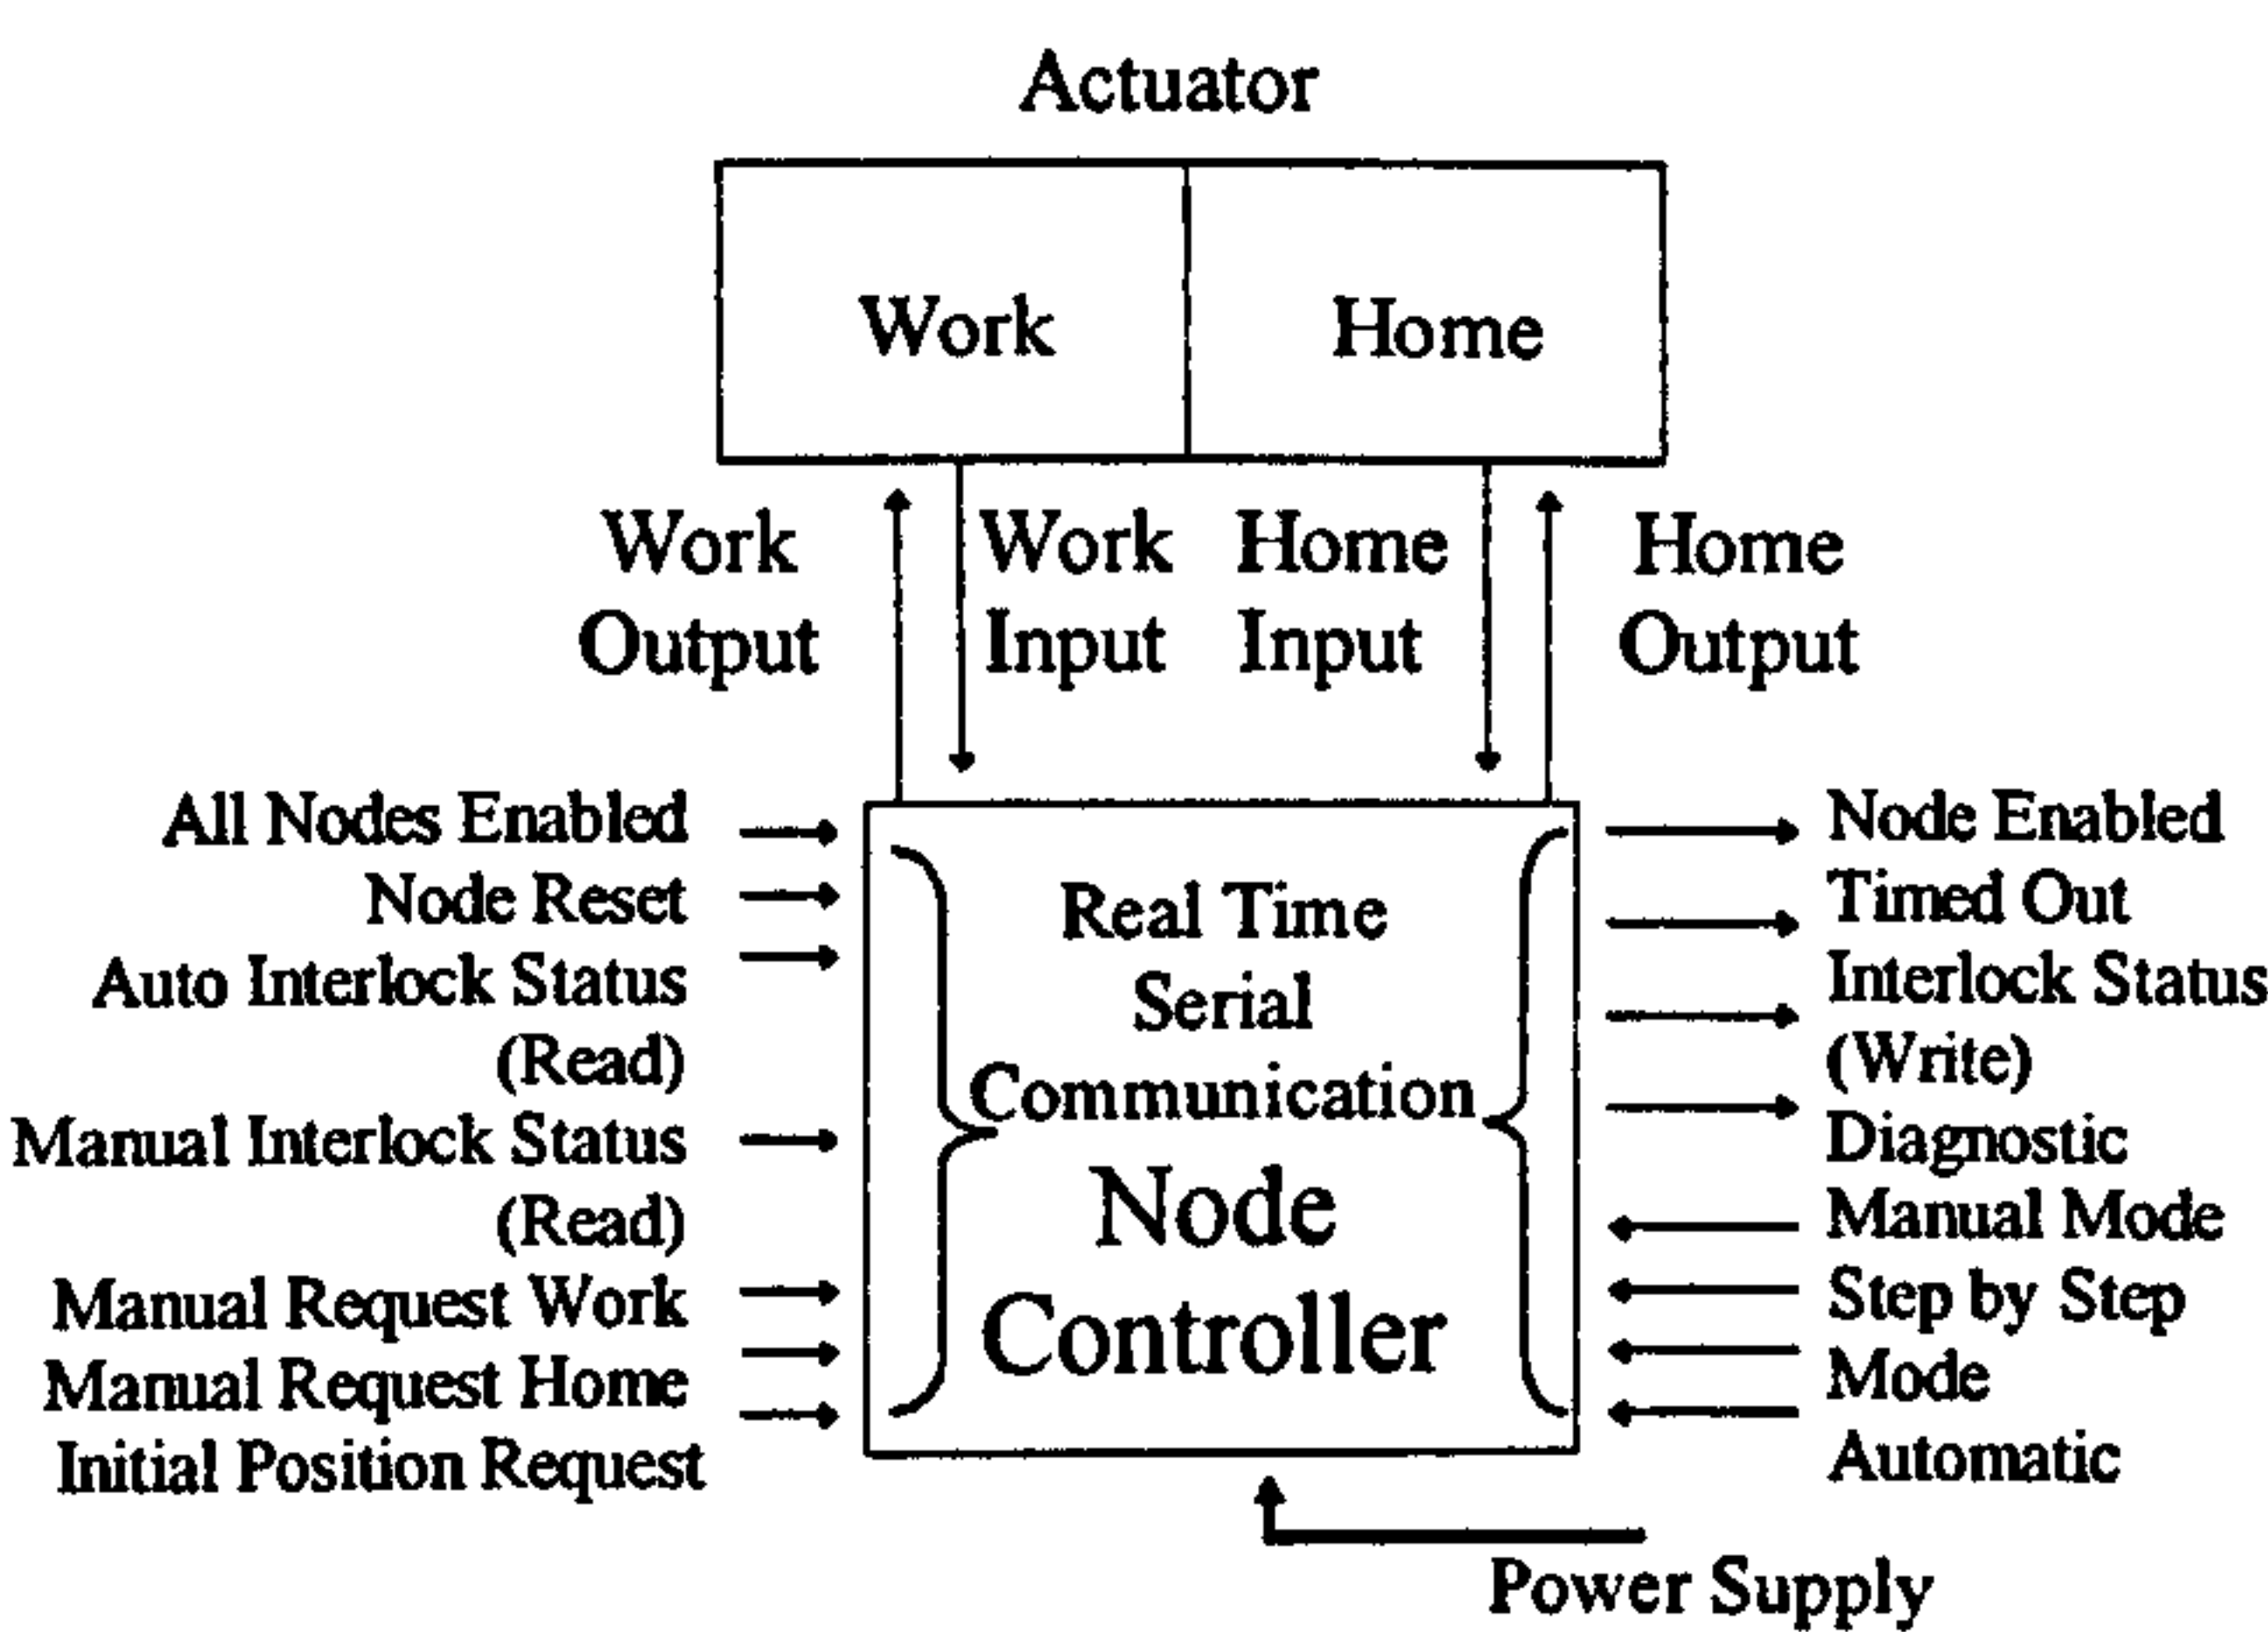 Actuator
Work
Home
Work
Output
Work
Input
Home
Input
Home
Output
All Nodes Enabled
Node Reset
Auto Interlock Status
(Read)
Manual Interlock Status
(Read)
Manual Request Work
Manual Request Home
Initial Position Request
Real Time
Serial
Communication
Node
Controller
Node Enabled
Timed Out
Interlock Status
(Write)
Diagnostic
Manual Mode
Step by Step
Mode
Automatic
Power Supply